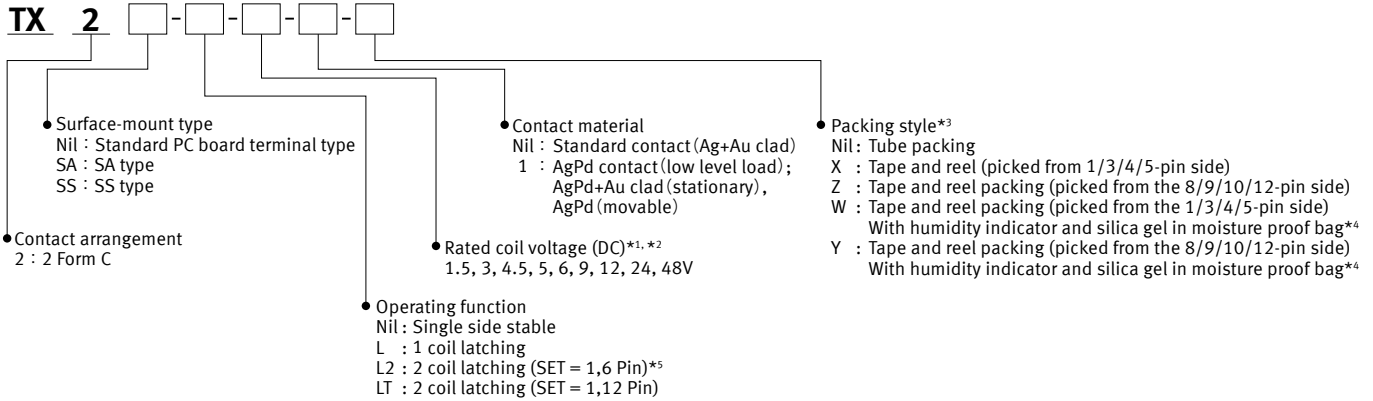 TX 2 - - - -
Surface-mount type
Nil : Standard PC board terminal type
SA : SA type
SS : SS type
Contact arrangement
2 : 2 Form C
Operating function
Nil : Single side stable
L : 1 coil latching
L2 : 2 coil latching (SET = 1,6 Pin)*5
LT : 2 coil latching (SET = 1,12 Pin)
Rated coil voltage (DC)*1, *2
1.5, 3, 4.5, 5, 6, 9, 12, 24, 48V
Contact material
Nil : Standard contact (Ag+Au clad)
1 : AgPd contact (low level load);
AgPd+Au clad (stationary),
AgPd (movable)
Packing style*3
Nil : Tube packing
X : Tape and reel (picked from 1/3/4/5-pin side)
Z : Tape and reel packing (picked from the 8/9/10/12-pin side)
W : Tape and reel packing (picked from the 1/3/4/5-pin side)
With humidity indicator and silica gel in moisture proof bag*4
Y : Tape and reel packing (picked from the 8/9/10/12-pin side)
With humidity indicator and silica gel in moisture proof bag*4